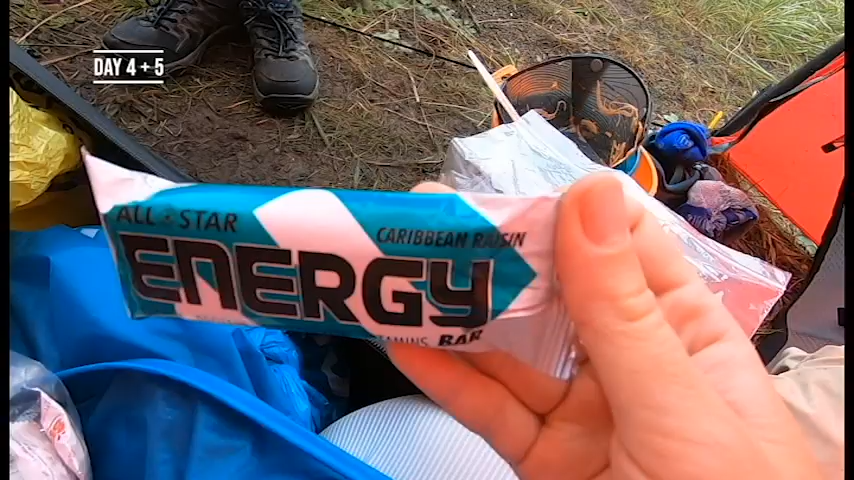 DAY 4 + 5
ALL ★ STAR
CARIBBEAN RAISIN
ENERGY
BAR